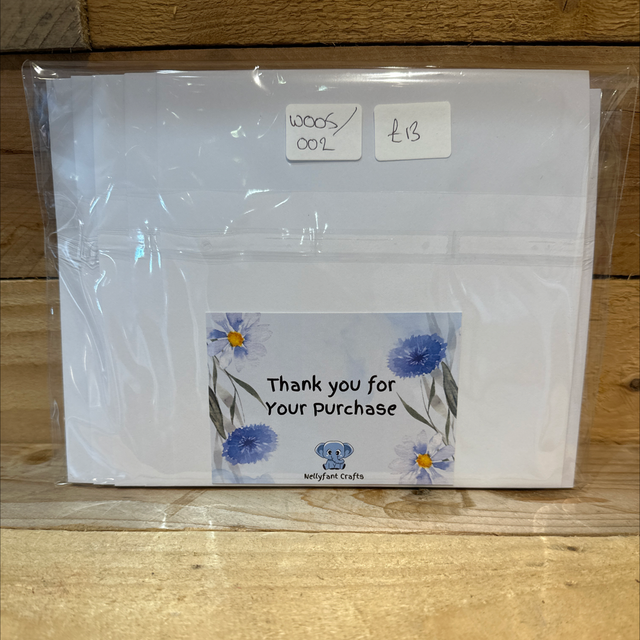 W005/
002
£13
Thank you for
Your Purchase
Nellyfant Crafts